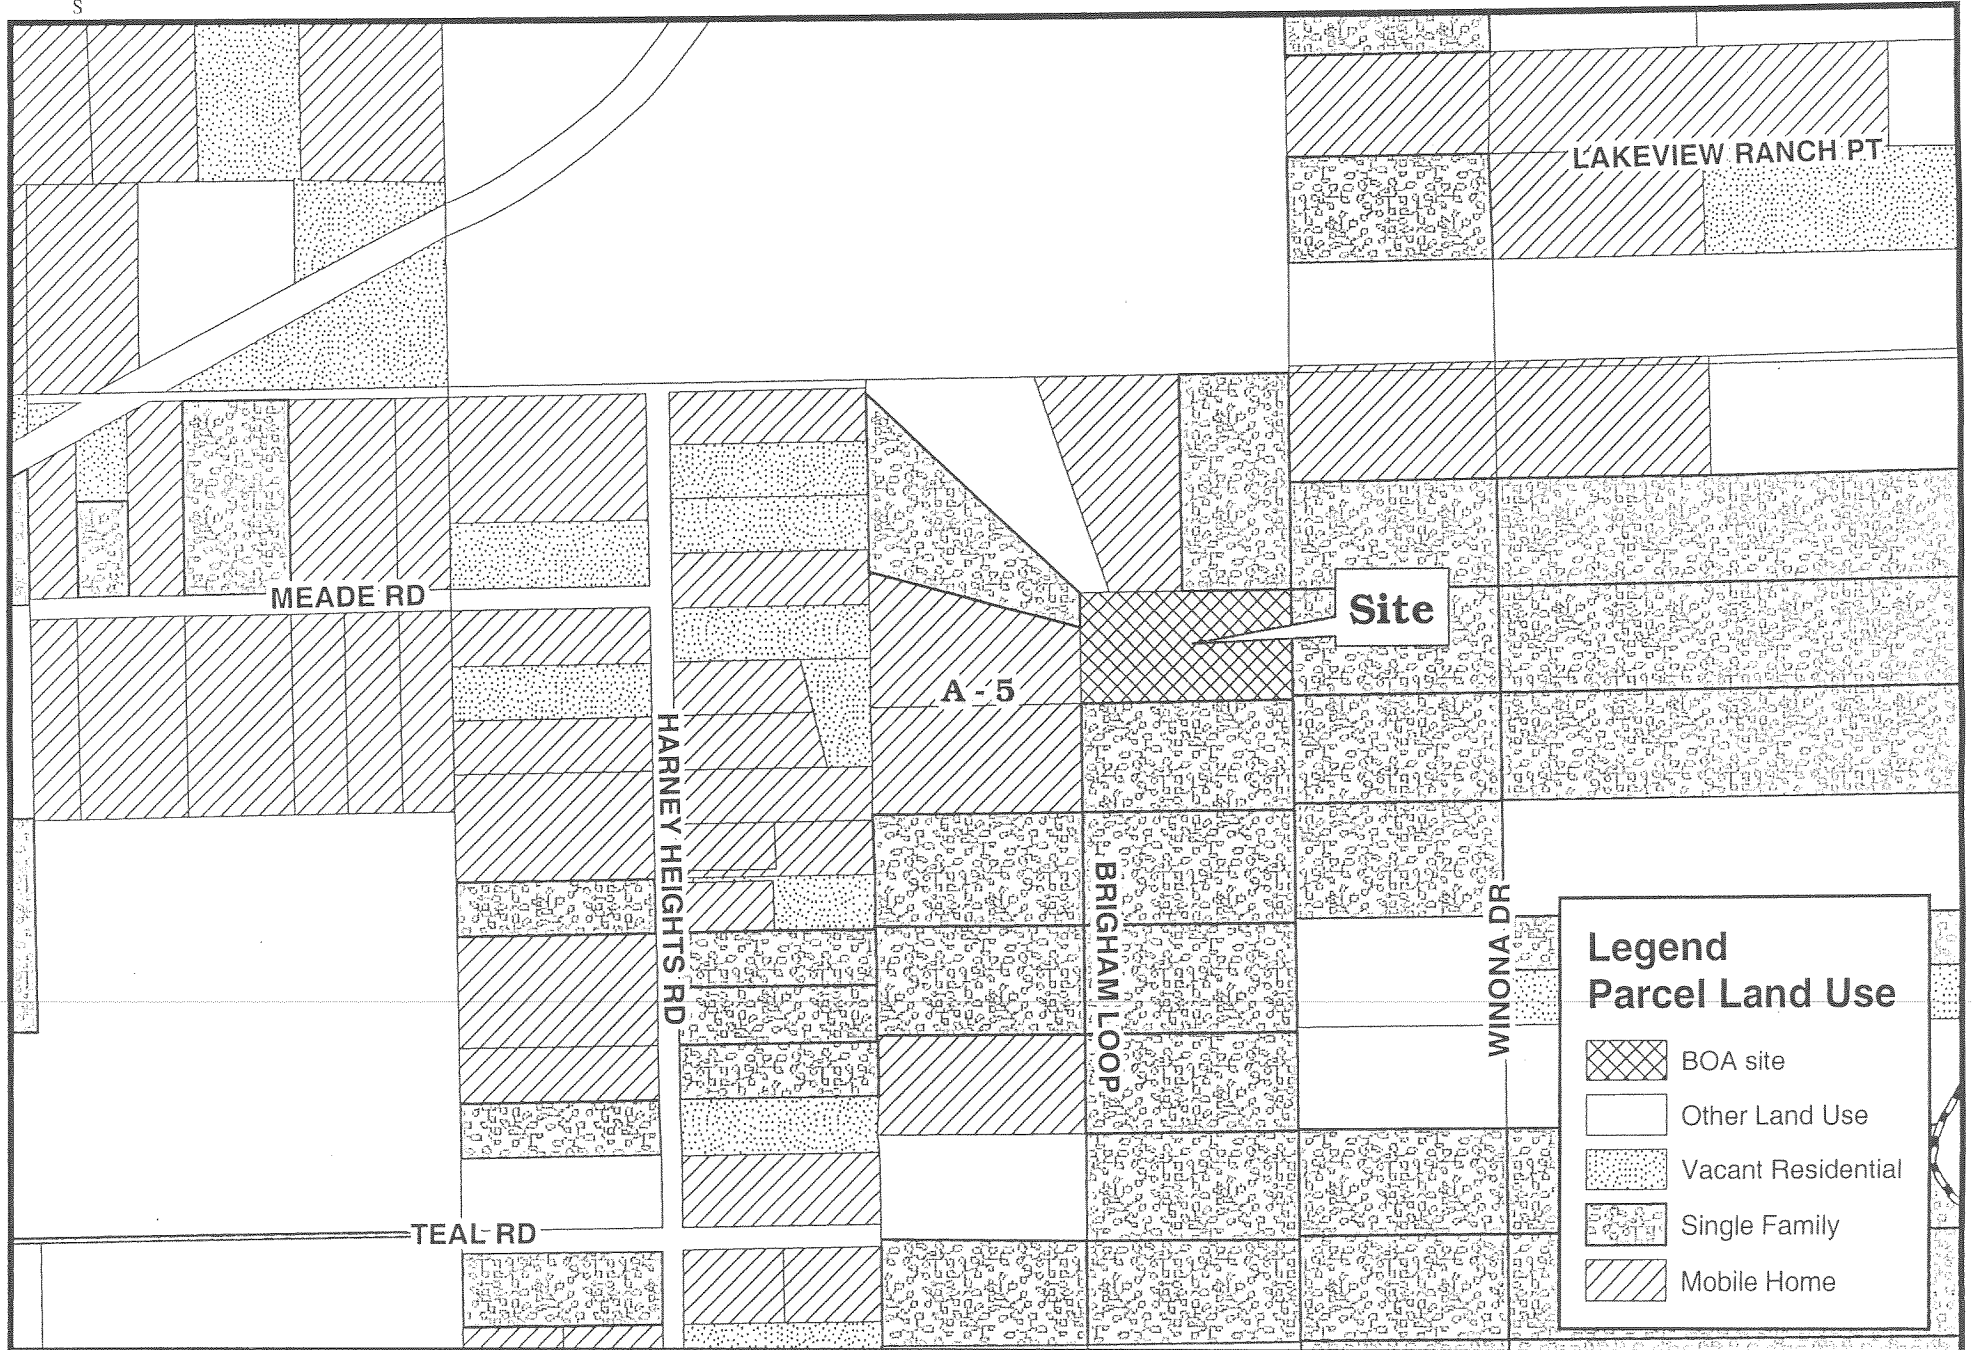 S
LAKEVIEW RANCH PT
MEADE RD
Site
A - 5
HARNEY HEIGHTS RD
BRIGHAM LOOP
WINONA DR
TEAL RD
Legend
Parcel Land Use
BOA site
Other Land Use
Vacant Residential
Single Family
Mobile Home